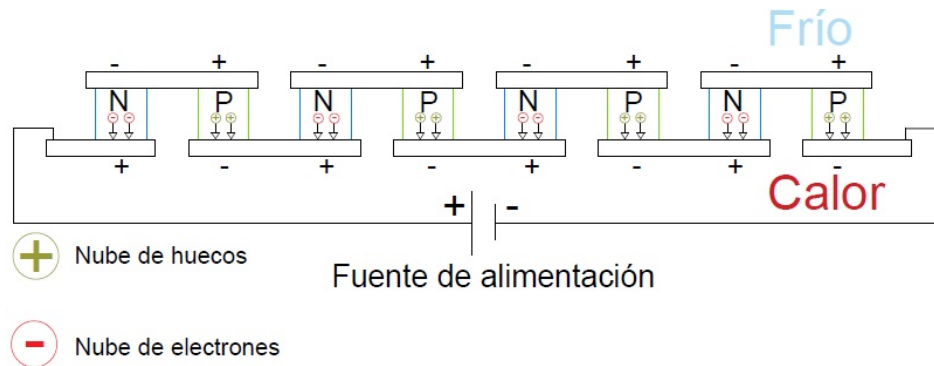 Frío
- + - + - + - +
N P N P N P N P
- - + + - - + + - - + + - - + +
+ - + - + - + -
Calor
+ -
Fuente de alimentación
+ Nube de huecos
- Nube de electrones